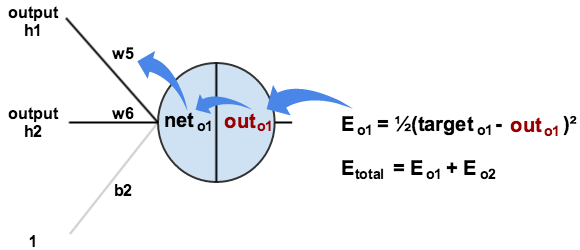 output
h1
w5
output
h2
w6
net o1
out o1
E o1 = ½(target o1 - out o1 )²
E total = E o1 + E o2
b2
1